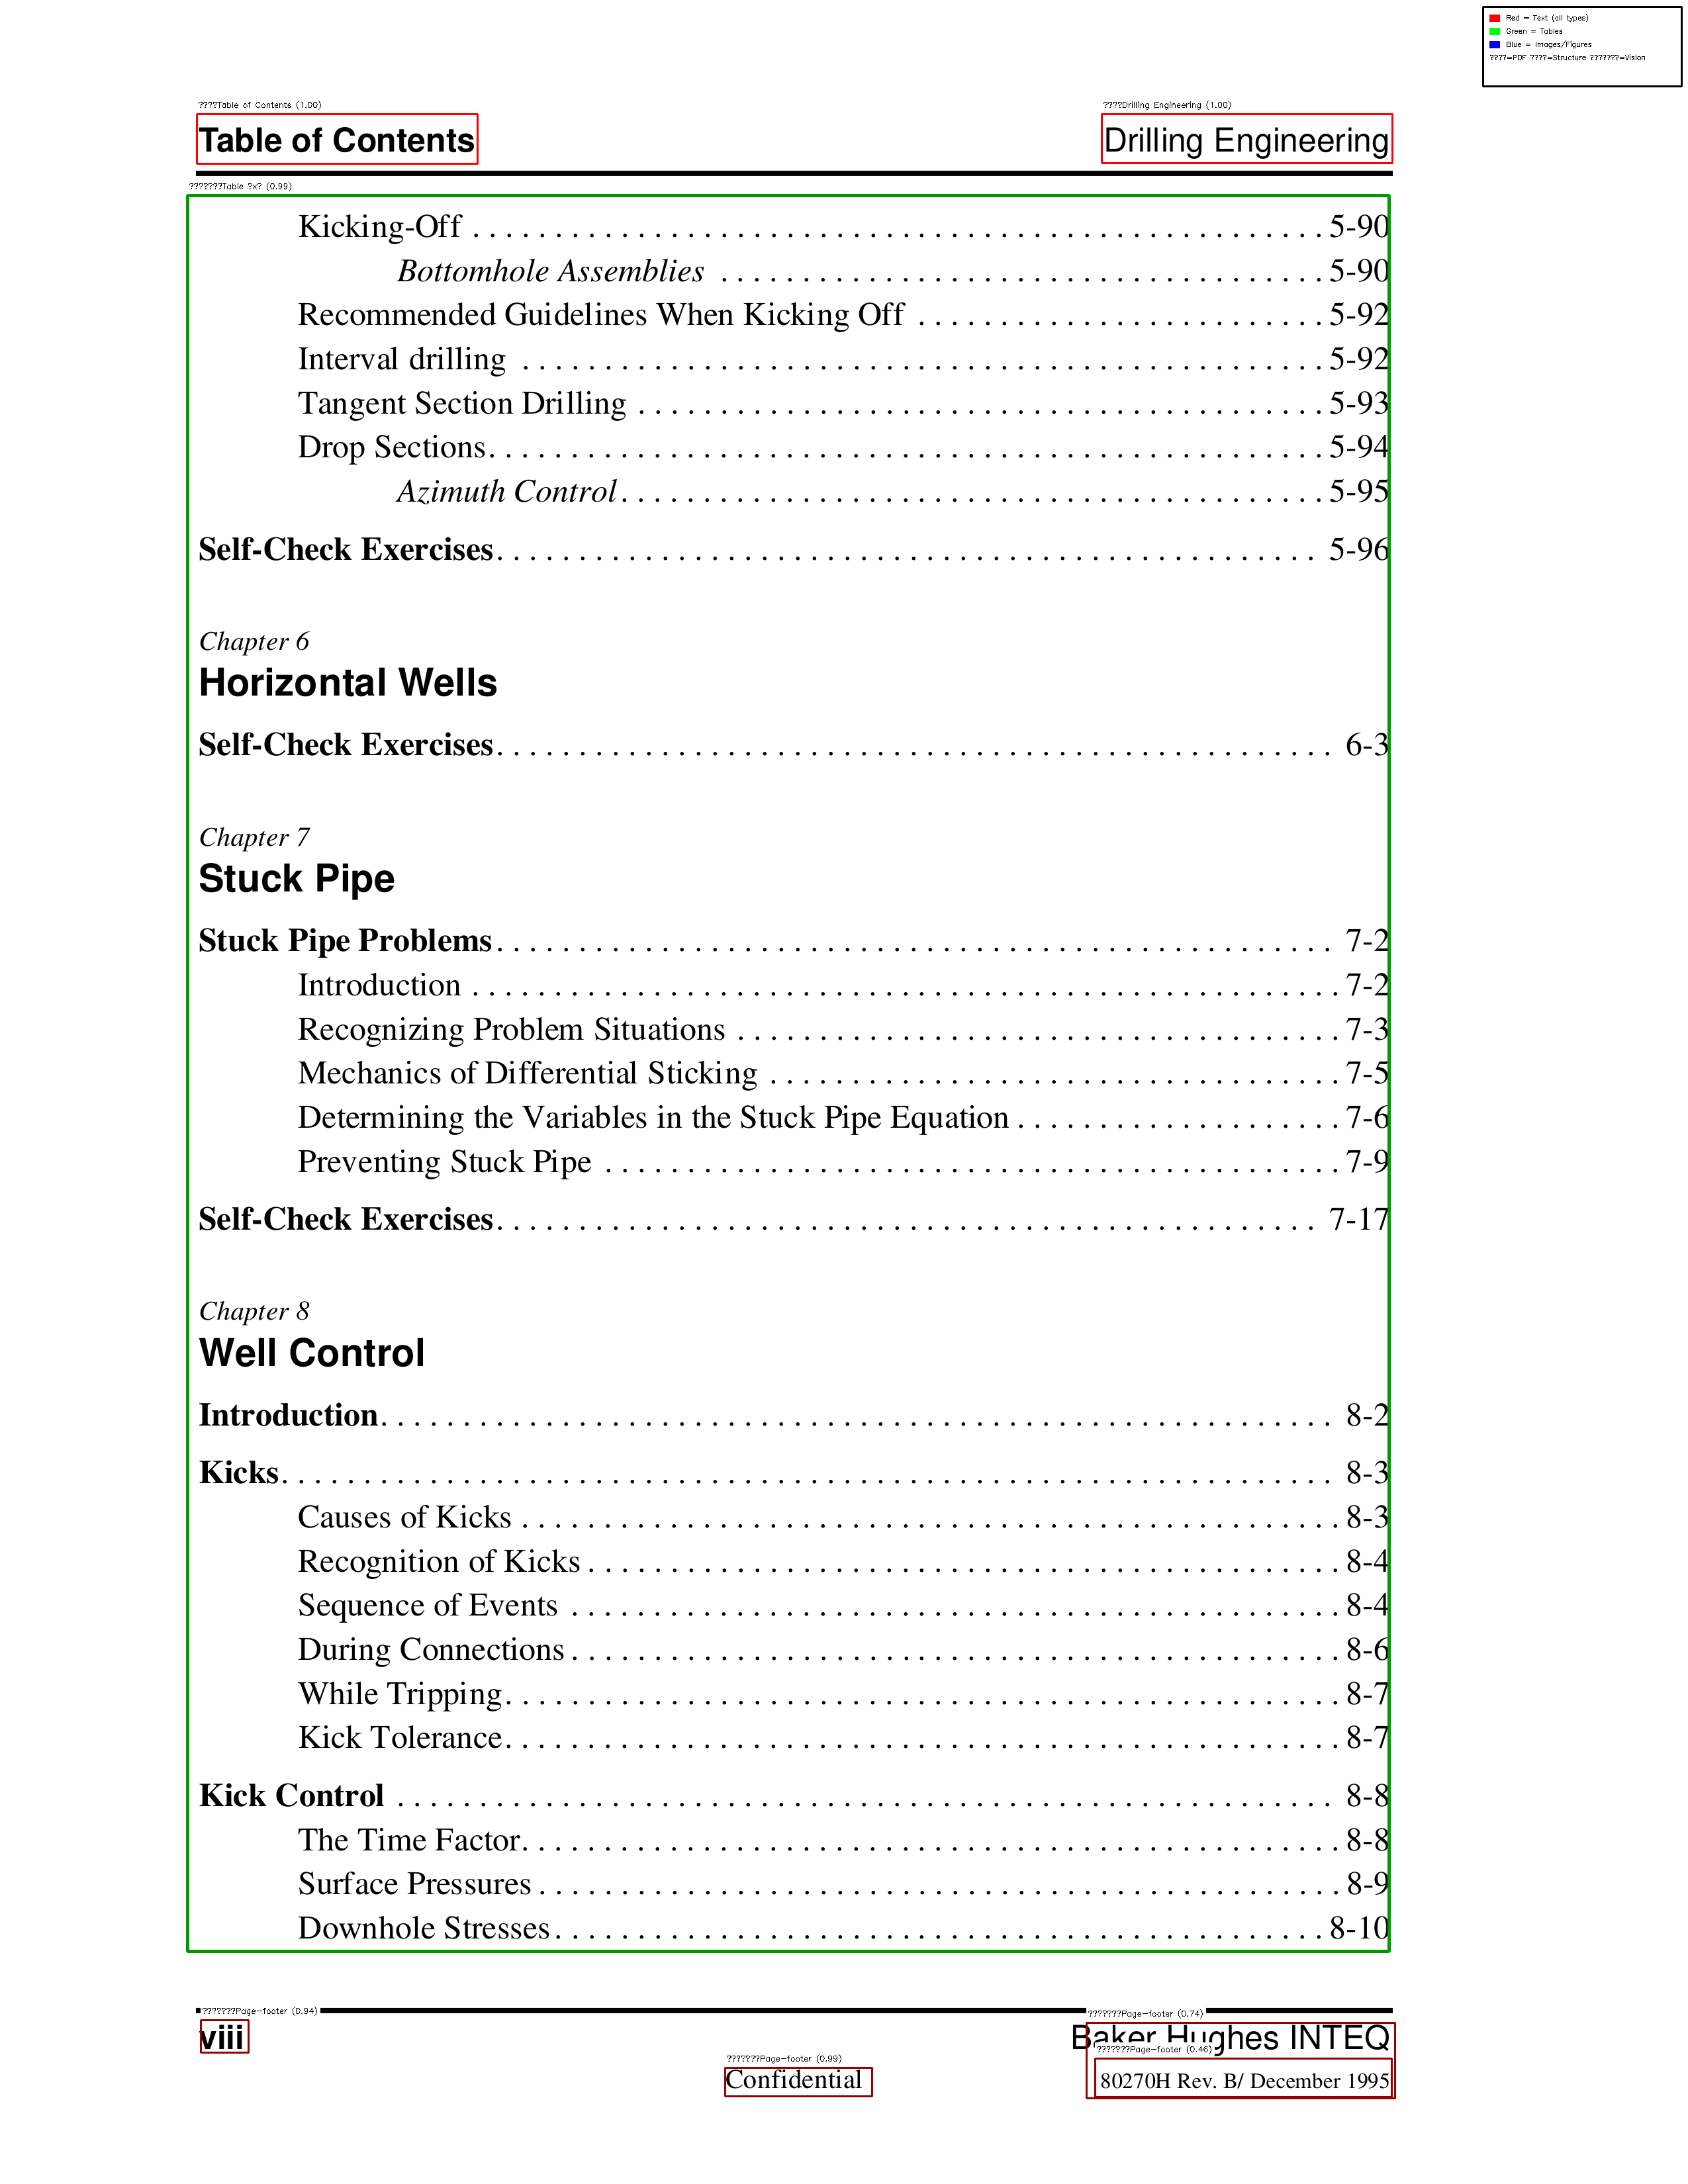 Red = Text (all types)
Green = Tables
Blue = Images/Figures
????=PDF ????=Structure ???????=Vision
????Table of Contents (1.00)
????Drilling Engineering (1.00)
Table of Contents
Drilling Engineering
???????Table ?x? (0.99)
Kicking-Off . . . . . . . . . . . . . . . . . . . . 5-90
Bottomhole Assemblies . . . . . . . . . . . . . . . . . . . . 5-90
Recommended Guidelines When Kicking Off . . . . . . . . . . . . . . . . . . . . 5-92
Interval drilling . . . . . . . . . . . . . . . . . . . . 5-92
Tangent Section Drilling . . . . . . . . . . . . . . . . . . . . 5-93
Drop Sections. . . . . . . . . . . . . . . . . . . . 5-94
Azimuth Control. . . . . . . . . . . . . . . . . . . . 5-95
Self-Check Exercises. . . . . . . . . . . . . . . . . . . . 5-96
Chapter 6
Horizontal Wells
Self-Check Exercises. . . . . . . . . . . . . . . . . . . . 6-3
Chapter 7
Stuck Pipe
Stuck Pipe Problems. . . . . . . . . . . . . . . . . . . . 7-2
Introduction . . . . . . . . . . . . . . . . . . . . 7-2
Recognizing Problem Situations . . . . . . . . . . . . . . . . . . . . 7-3
Mechanics of Differential Sticking . . . . . . . . . . . . . . . . . . . . 7-5
Determining the Variables in the Stuck Pipe Equation . . . . . . . . . . . . . . . . . . . . 7-6
Preventing Stuck Pipe . . . . . . . . . . . . . . . . . . . . 7-9
Self-Check Exercises. . . . . . . . . . . . . . . . . . . . 7-17
Chapter 8
Well Control
Introduction. . . . . . . . . . . . . . . . . . . . 8-2
Kicks. . . . . . . . . . . . . . . . . . . . 8-3
Causes of Kicks . . . . . . . . . . . . . . . . . . . . 8-3
Recognition of Kicks . . . . . . . . . . . . . . . . . . . . 8-4
Sequence of Events . . . . . . . . . . . . . . . . . . . . 8-4
During Connections . . . . . . . . . . . . . . . . . . . . 8-6
While Tripping. . . . . . . . . . . . . . . . . . . . 8-7
Kick Tolerance. . . . . . . . . . . . . . . . . . . . 8-7
Kick Control . . . . . . . . . . . . . . . . . . . . 8-8
The Time Factor. . . . . . . . . . . . . . . . . . . . 8-8
Surface Pressures . . . . . . . . . . . . . . . . . . . . 8-9
Downhole Stresses. . . . . . . . . . . . . . . . . . . . 8-10
???????Page-footer (0.94)
???????Page-footer (0.74)
viii
Baker Hughes INTEQ
???????Page-footer (0.46)
???????Page-footer (0.99)
Confidential
80270H Rev. B/ December 1995